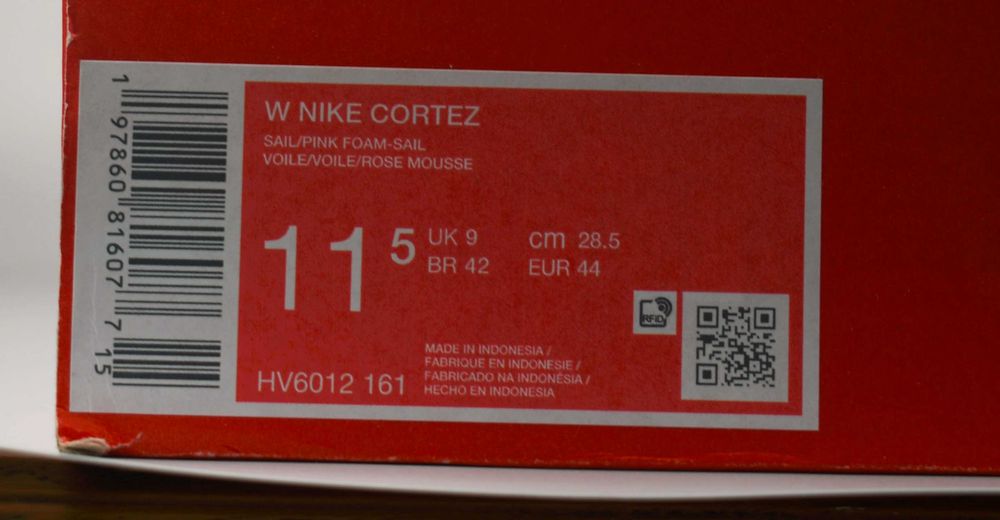 W NIKE CORTEZ
SAIL/PINK FOAM-SAIL
VOILE/VOILE/ROSE MOUSSE
11 5
UK 9 cm 28.5
BR 42 EUR 44
RFID
HV6012 161
MADE IN INDONESIA /
FABRIQUE EN INDONESIE /
FABRICADO NA INDONÉSIA /
HECHO EN INDONESIA
1 97860 81607 7 15